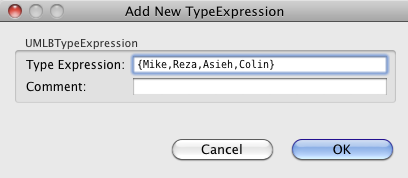 Add New TypeExpression
UMLBTypeExpression
Type Expression: {Mike,Reza,Asieh,Colin}
Comment:
Cancel OK